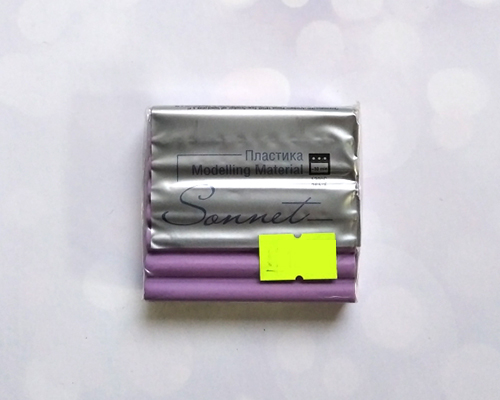 Пластика
Modelling Material
Sonnet